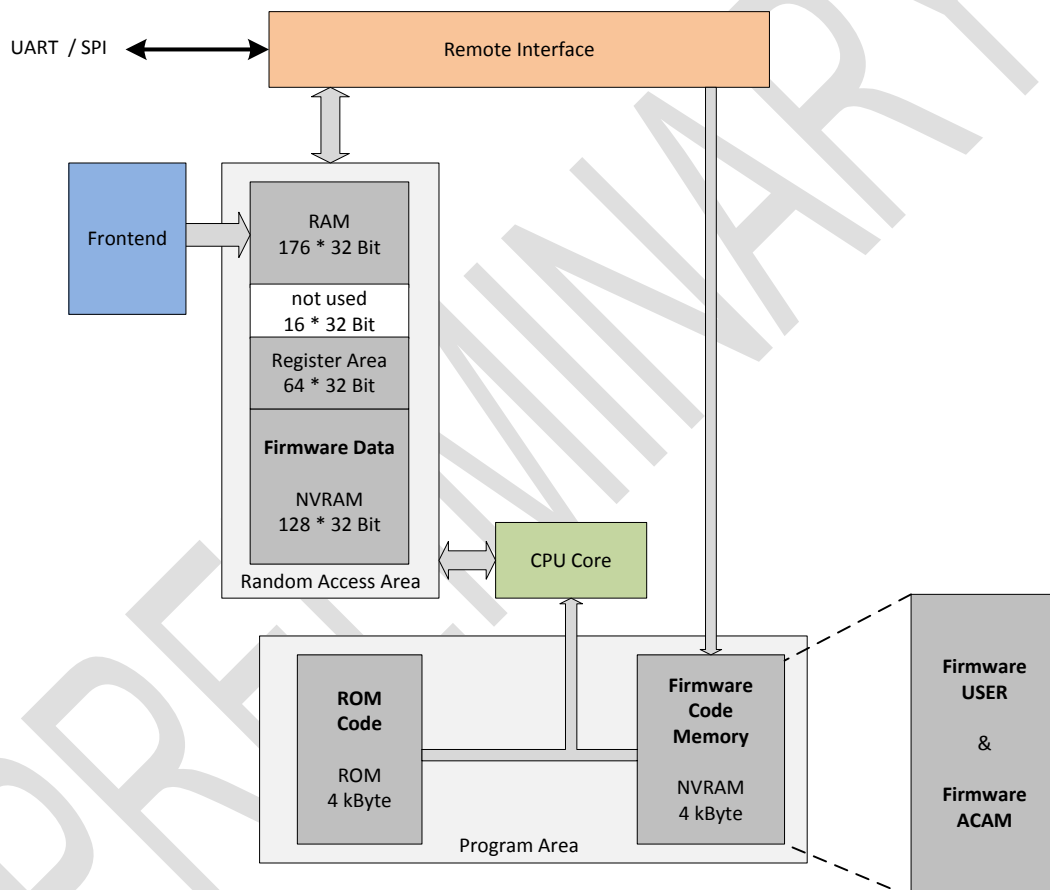 UART / SPI
Remote Interface
Frontend
RAM
176 * 32 Bit
not used
16 * 32 Bit
Register Area
64 * 32 Bit
Firmware Data
NVRAM
128 * 32 Bit
Random Access Area
CPU Core
ROM
Code
ROM
4 kByte
Firmware
Code
Memory
NVRAM
4 kByte
Program Area
Firmware
USER
&
Firmware
ACAM
PRELIMINARY